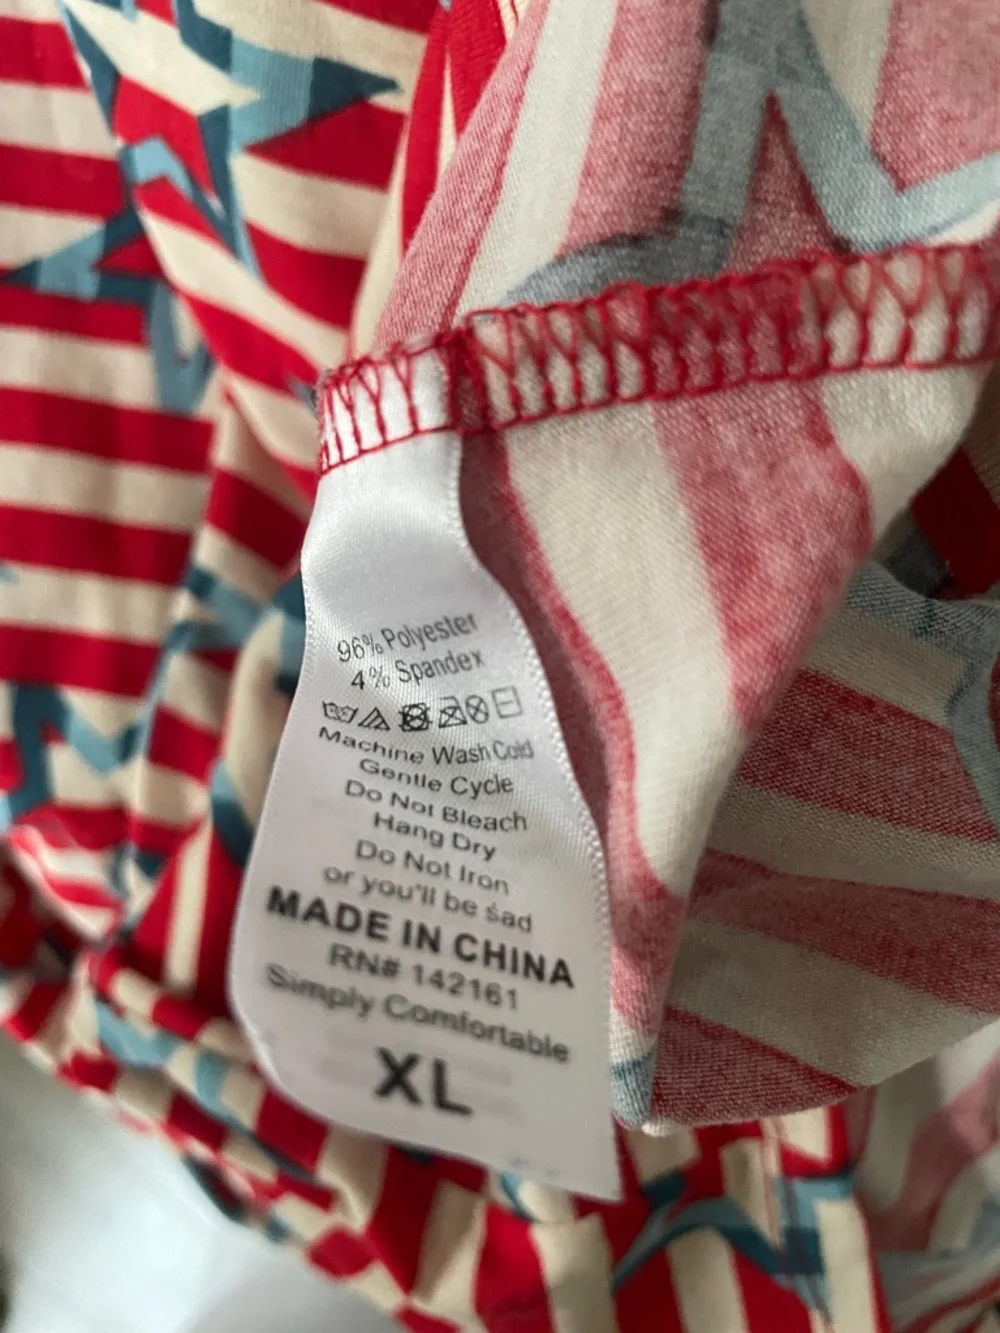 96% Polyester
4% Spandex
Machine Wash Cold
Gentle Cycle
Do Not Bleach
Hang Dry
Do Not Iron
or you'll be sad
MADE IN CHINA
RN# 142161
Simply Comfortable
XL